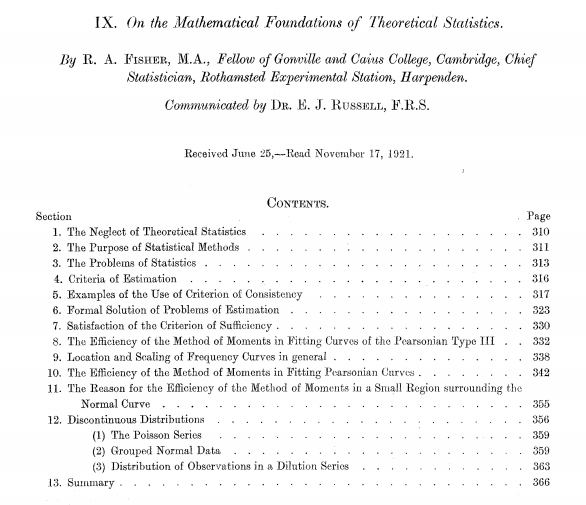 IX. On the Mathematical Foundations of Theoretical Statistics.
By R. A. FISHER, M.A., Fellow of Gonville and Caius College, Cambridge, Chief
Statistician, Rothamsted Experimental Station, Harpenden.
Communicated by DR. E. J. RUSSELL, F.R.S.
Received June 25,—Read November 17, 1921.
CONTENTS.
Section Page
1. The Neglect of Theoretical Statistics . . . . . . . . . . . . . . . . . . 310
2. The Purpose of Statistical Methods . . . . . . . . . . . . . . . . . . . 311
3. The Problems of Statistics . . . . . . . . . . . . . . . . . . . . . 313
4. Criteria of Estimation . . . . . . . . . . . . . . . . . . . . . . 316
5. Examples of the Use of Criterion of Consistency . . . . . . . . . . . . . . 317
6. Formal Solution of Problems of Estimation . . . . . . . . . . . . . . . . 323
7. Satisfaction of the Criterion of Sufficiency . . . . . . . . . . . . . . . . . 330
8. The Efficiency of the Method of Moments in Fitting Curves of the Pearsonian Type III . . 332
9. Location and Scaling of Frequency Curves in general . . . . . . . . . . . . . 338
10. The Efficiency of the Method of Moments in Fitting Pearsonian Curves . . . . . . . . 342
11. The Reason for the Efficiency of the Method of Moments in a Small Region surrounding the
Normal Curve . . . . . . . . . . . . . . . . . . . . . . . 355
12. Discontinuous Distributions . . . . . . . . . . . . . . . . . . . . . 356
(1) The Poisson Series . . . . . . . . . . . . . . . . . . . . . 359
(2) Grouped Normal Data . . . . . . . . . . . . . . . . . . . . 359
(3) Distribution of Observations in a Dilution Series . . . . . . . . . . . 363
13. Summary . . . . . . . . . . . . . . . . . . . . . . . . . . 366